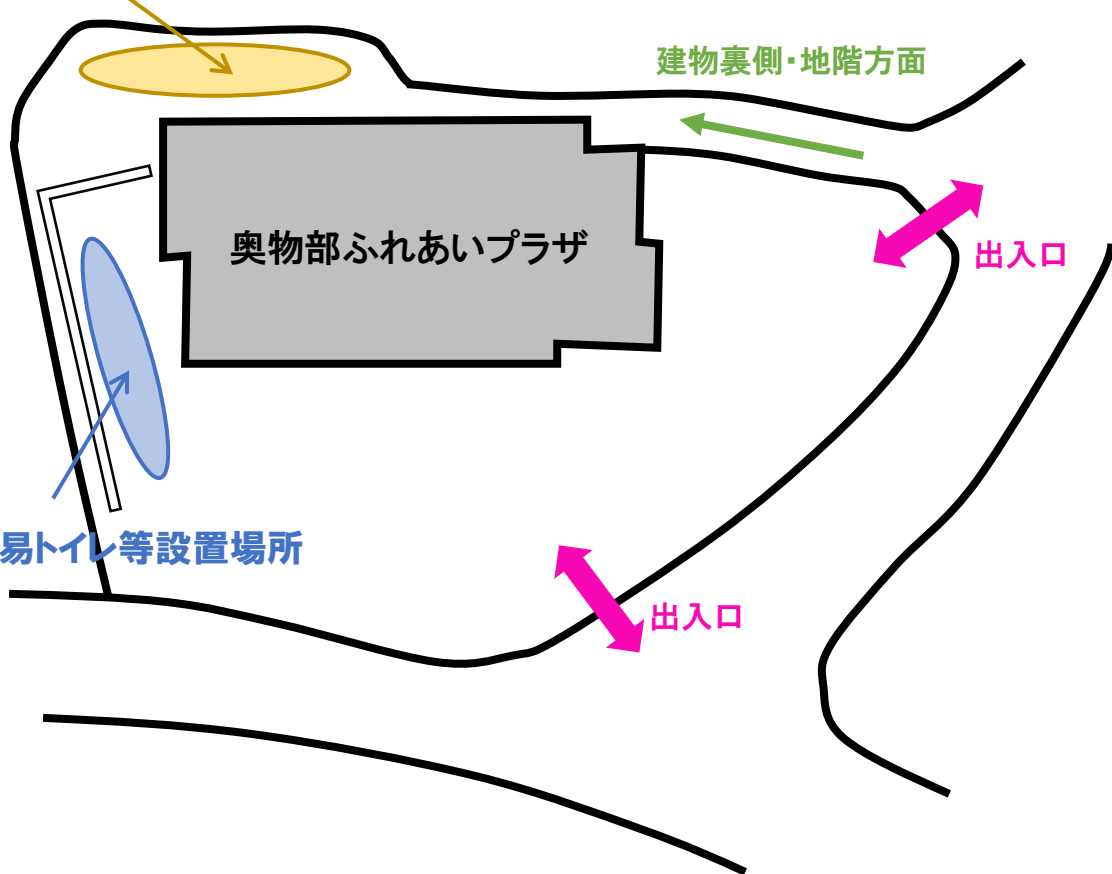 建物裏側・地階方面
奥物部ふれあいプラザ
出入口
易トイレ等設置場所
出入口